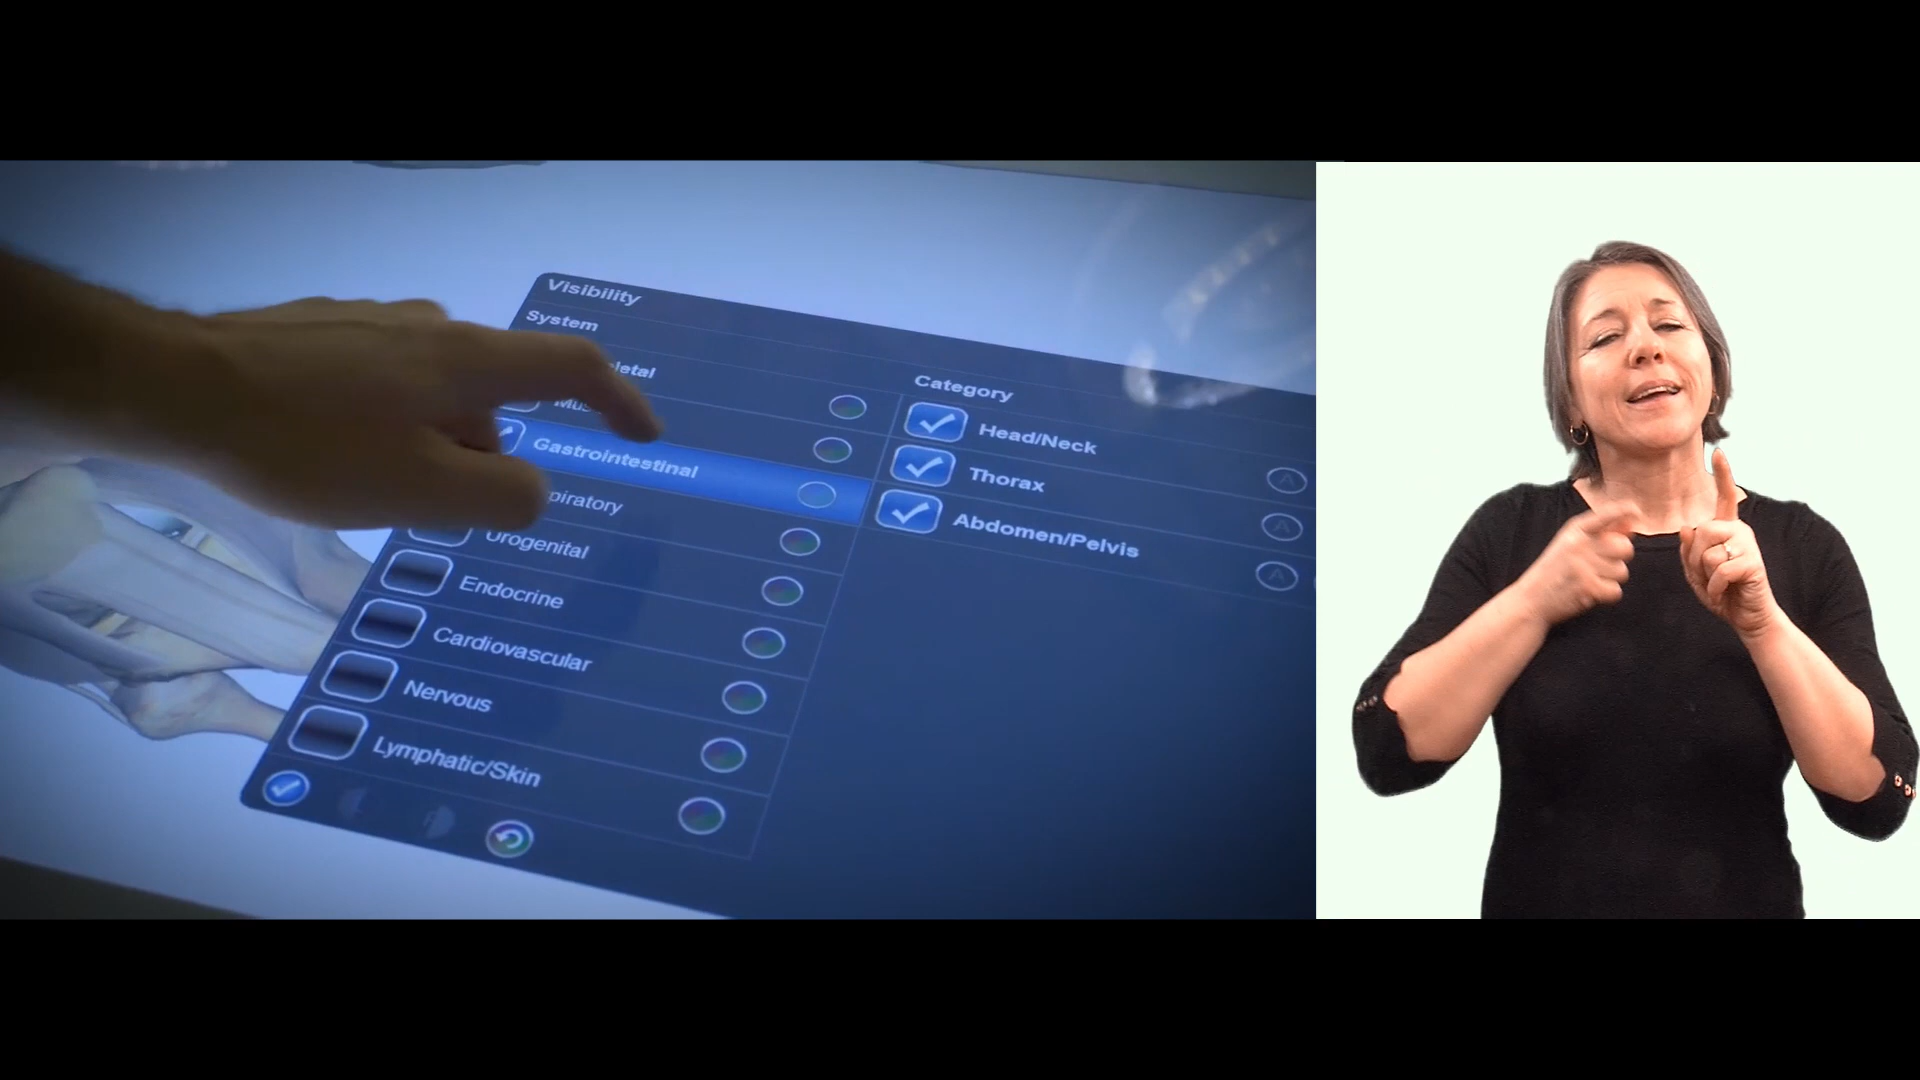 Visibility
System
Gastrointestinal
Urogenital
Endocrine
Cardiovascular
Nervous
Lymphatic/Skin
Category
Head/Neck
Thorax
Abdomen/Pelvis